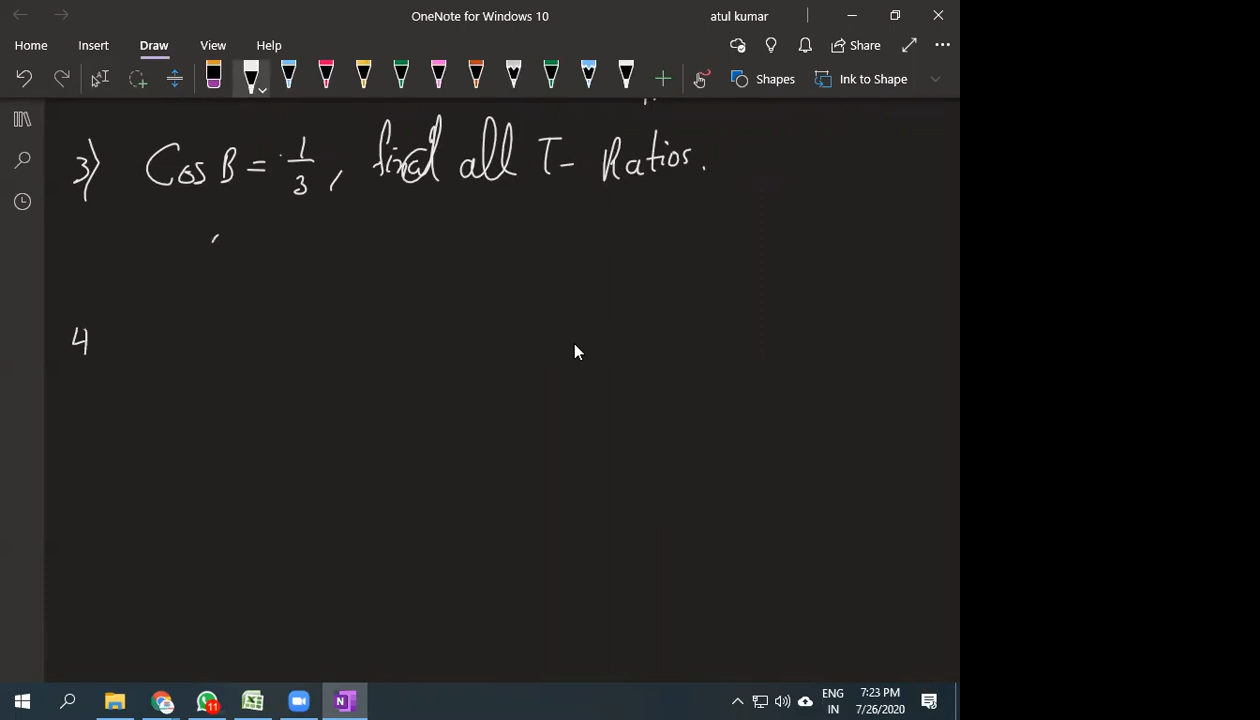 OneNote for Windows 10
atul kumar
Home Insert Draw View Help
Share
Shapes
Ink to Shape
3) Cos B = 1/3, find all T- Ratios.
4
11
ENG
IN
7:23 PM
7/26/2020